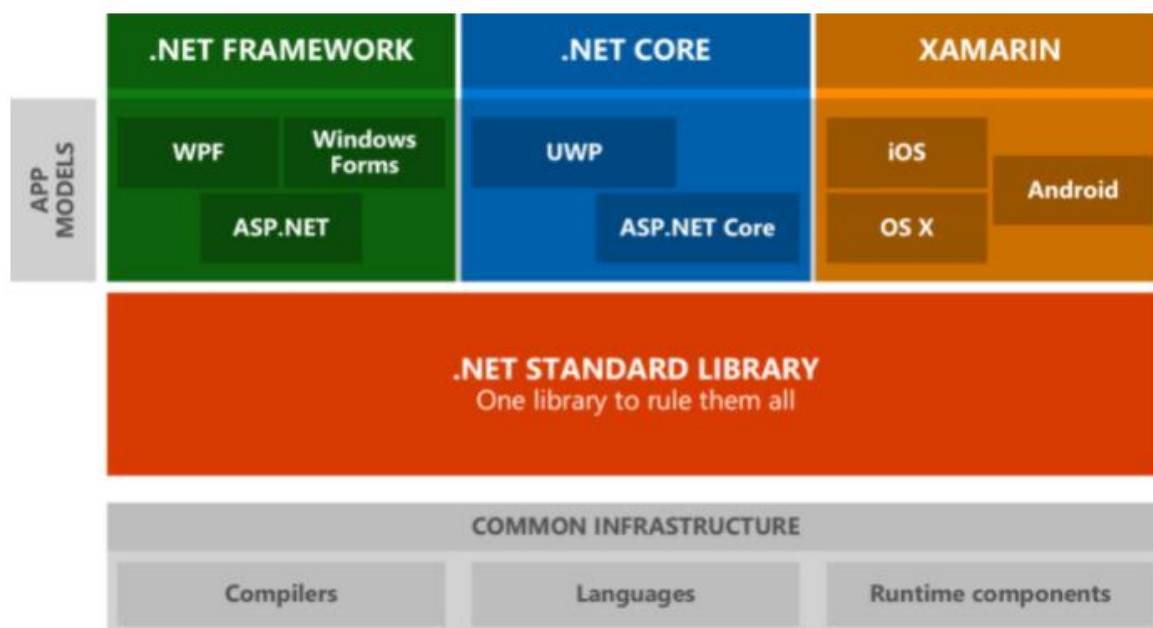 .NET FRAMEWORK
.NET CORE
XAMARIN
APP
MODELS
WPF
Windows
Forms
ASP.NET
UWP
ASP.NET Core
iOS
OS X
Android
.NET STANDARD LIBRARY
One library to rule them all
COMMON INFRASTRUCTURE
Compilers
Languages
Runtime components